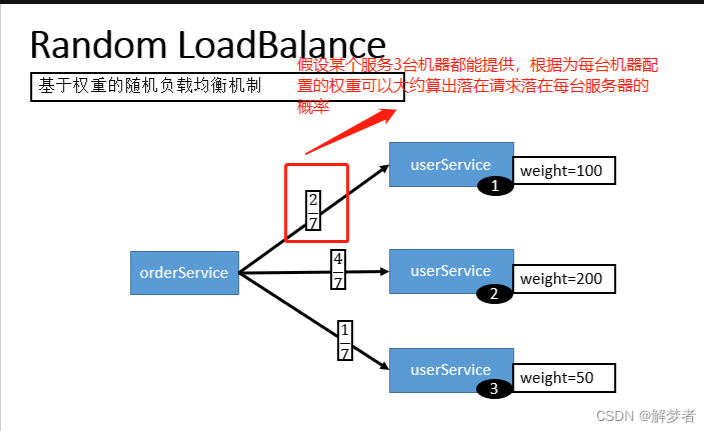 Random LoadBalance
假设某个服务3台机器都能提供，根据为每台机器配
基于权重的随机负载均衡机制
置的权重可以大约算出落在请求落在每台服务器的
概率
userService
1
weight=100
2
7
orderService
4
7
userService
2
weight=200
1
7
userService
3
weight=50
CSDN @解梦者